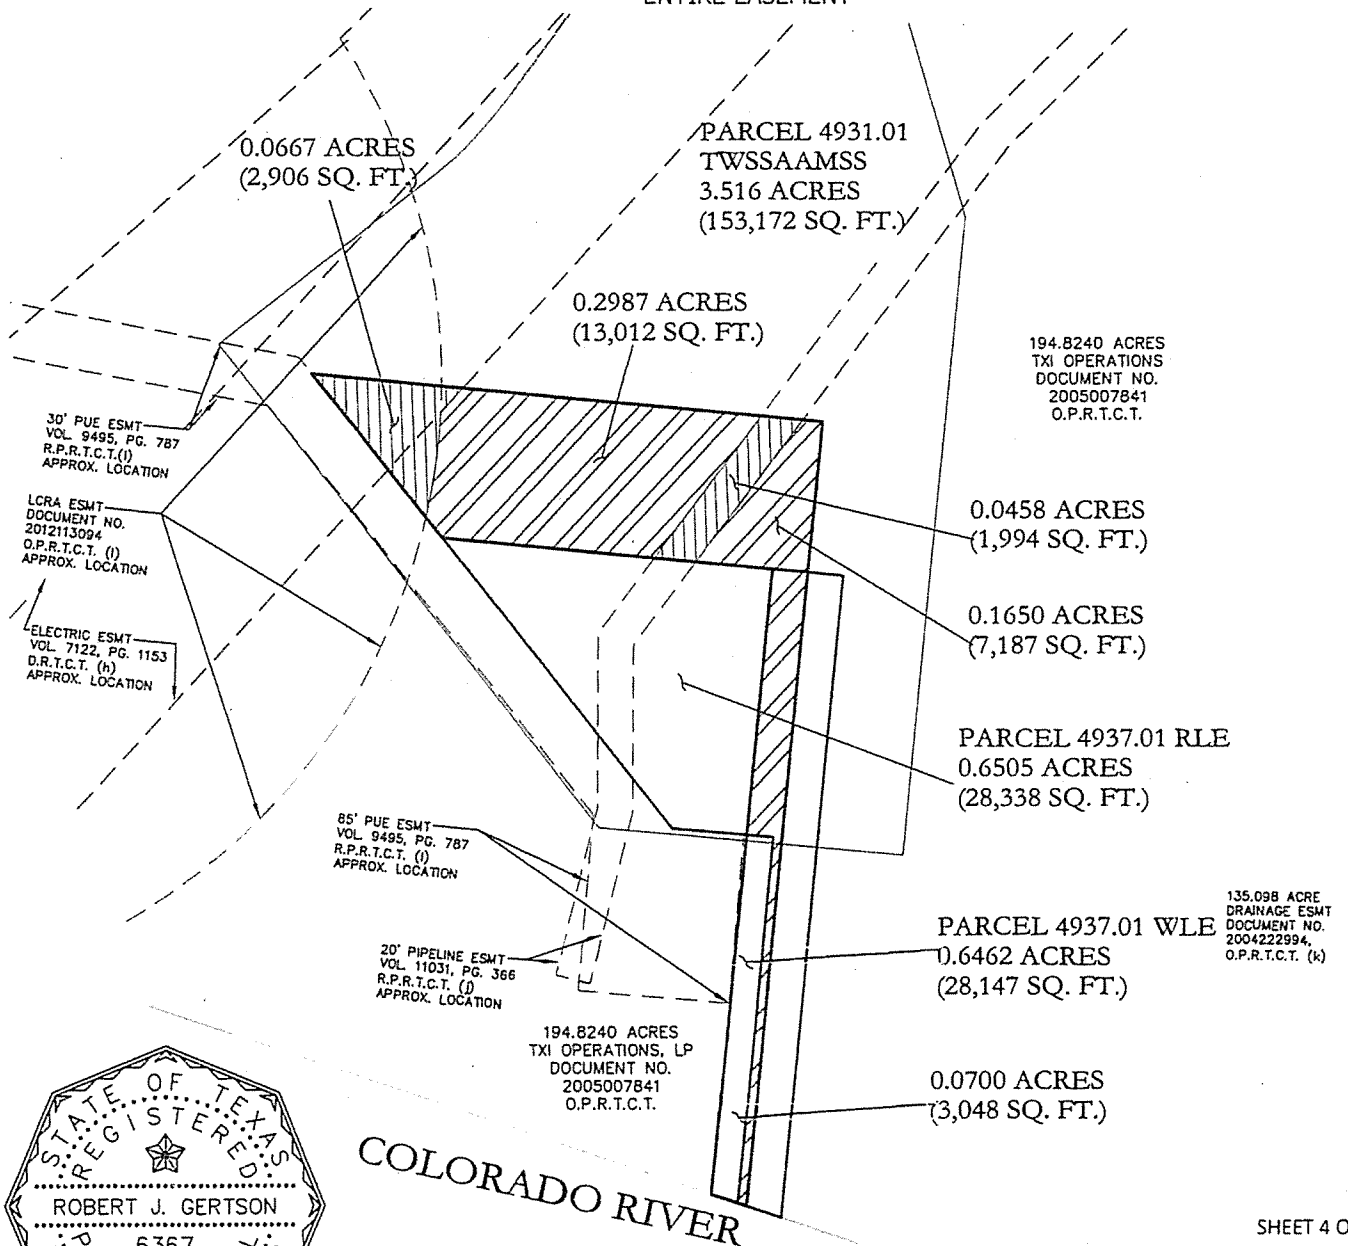 ENTIRE EASEMENT
0.0667 ACRES
(2,906 SQ. FT.)
PARCEL 4931.01
TWSSAAMSS
3.516 ACRES
(153,172 SQ. FT.)
0.2987 ACRES
(13,012 SQ. FT.)
194.8240 ACRES
TXI OPERATIONS
DOCUMENT NO.
2005007841
O.P.R.T.C.T.
30' PUE ESMT
VOL. 9495, PG. 787
R.P.R.T.C.T.(I)
APPROX. LOCATION
LCRA ESMT
DOCUMENT NO.
2012113094
O.P.R.T.C.T. (I)
APPROX. LOCATION
ELECTRIC ESMT
VOL. 7122, PG. 1153
D.R.T.C.T. (h)
APPROX. LOCATION
0.0458 ACRES
(1,994 SQ. FT.)
0.1650 ACRES
(7,187 SQ. FT.)
PARCEL 4937.01 RLE
0.6505 ACRES
(28,338 SQ. FT.)
85' PUE ESMT
VOL. 9495, PG. 787
R.P.R.T.C.T. (I)
APPROX. LOCATION
20' PIPELINE ESMT
VOL. 11031, PG. 366
R.P.R.T.C.T. (J)
APPROX. LOCATION
PARCEL 4937.01 WLE
0.6462 ACRES
(28,147 SQ. FT.)
135.098 ACRE
DRAINAGE ESMT
DOCUMENT NO.
2004222994,
O.P.R.T.C.T. (k)
194.8240 ACRES
TXI OPERATIONS, LP
DOCUMENT NO.
2005007841
O.P.R.T.C.T.
0.0700 ACRES
(3,048 SQ. FT.)
COLORADO RIVER
STATE OF TEXAS
REGISTERED
ROBERT J. GERTSON
6367
SHEET 4 O